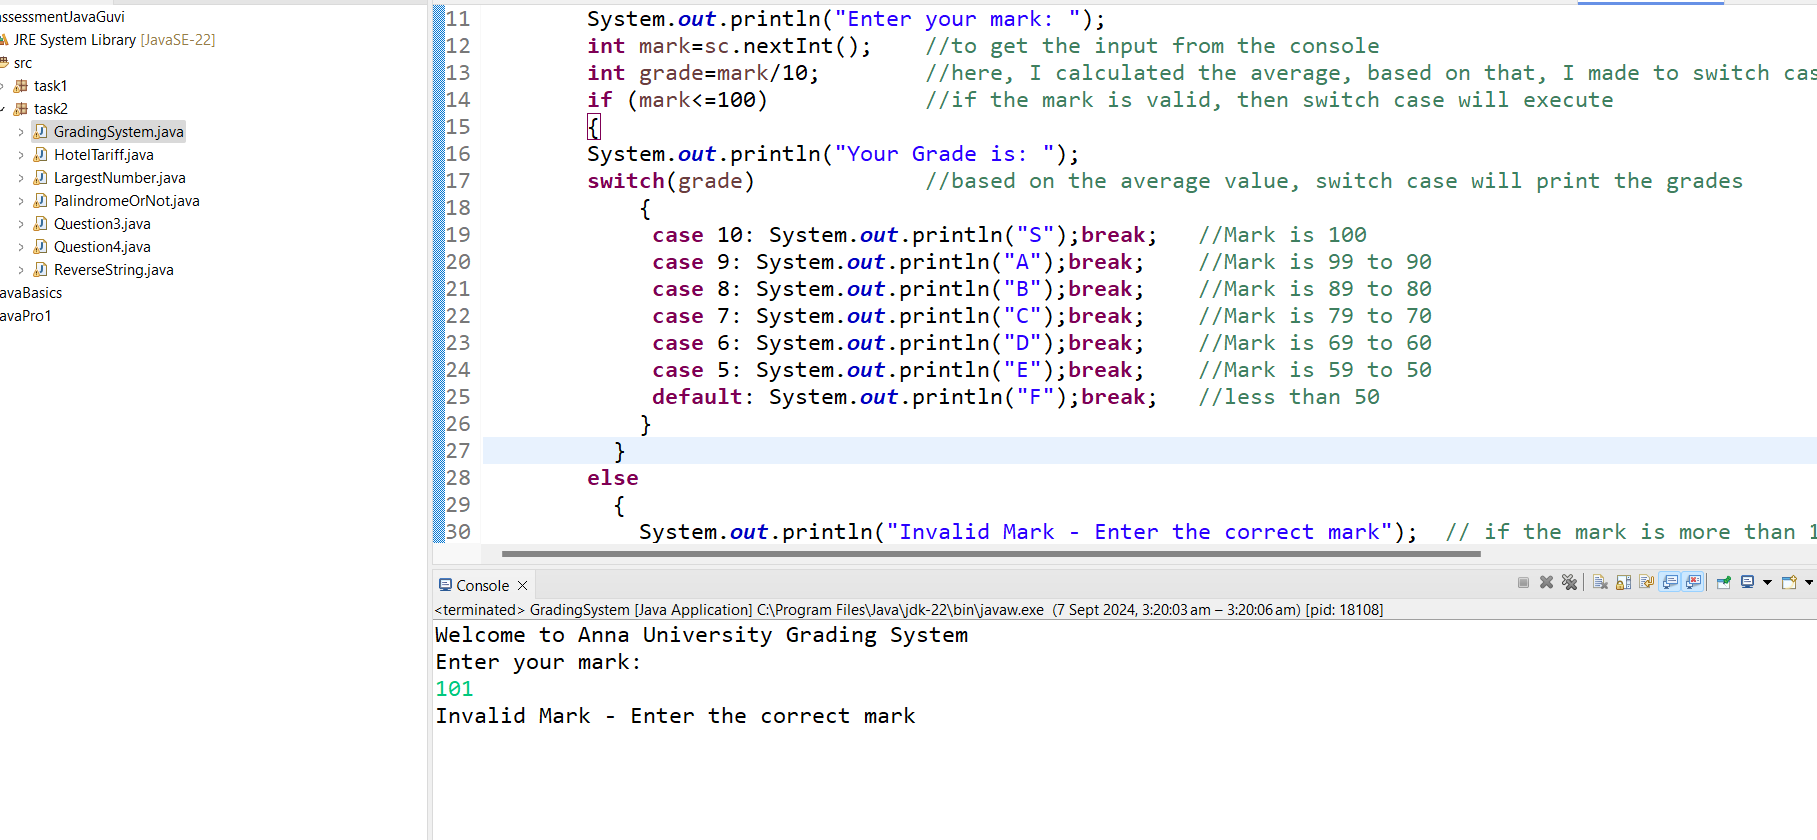 ssessmentJavaGuvi
JRE System Library [JavaSE-22]
src
task1
task2
GradingSystem.java
HotelTariff.java
LargestNumber.java
PalindromeOrNot.java
Question3.java
Question4.java
ReverseString.java
avaBasics
avaPro1
11 System.out.println("Enter your mark: ");
12 int mark=sc.nextInt(); //to get the input from the console
13 int grade=mark/10; //here, I calculated the average, based on that, I made to switch cas
14 if (mark<=100) //if the mark is valid, then switch case will execute
15 {
16 System.out.println("Your Grade is: ");
17 switch(grade) //based on the average value, switch case will print the grades
18 {
19 case 10: System.out.println("S");break; //Mark is 100
20 case 9: System.out.println("A");break; //Mark is 99 to 90
21 case 8: System.out.println("B");break; //Mark is 89 to 80
22 case 7: System.out.println("C");break; //Mark is 79 to 70
23 case 6: System.out.println("D");break; //Mark is 69 to 60
24 case 5: System.out.println("E");break; //Mark is 59 to 50
25 default: System.out.println("F");break; //less than 50
26 }
27 }
28 else
29 {
30 System.out.println("Invalid Mark - Enter the correct mark"); // if the mark is more than 1
Console
<terminated> GradingSystem [Java Application] C:\Program Files\Java\jdk-22\bin\javaw.exe (7 Sept 2024, 3:20:03 am – 3:20:06 am) [pid: 18108]
Welcome to Anna University Grading System
Enter your mark:
101
Invalid Mark - Enter the correct mark